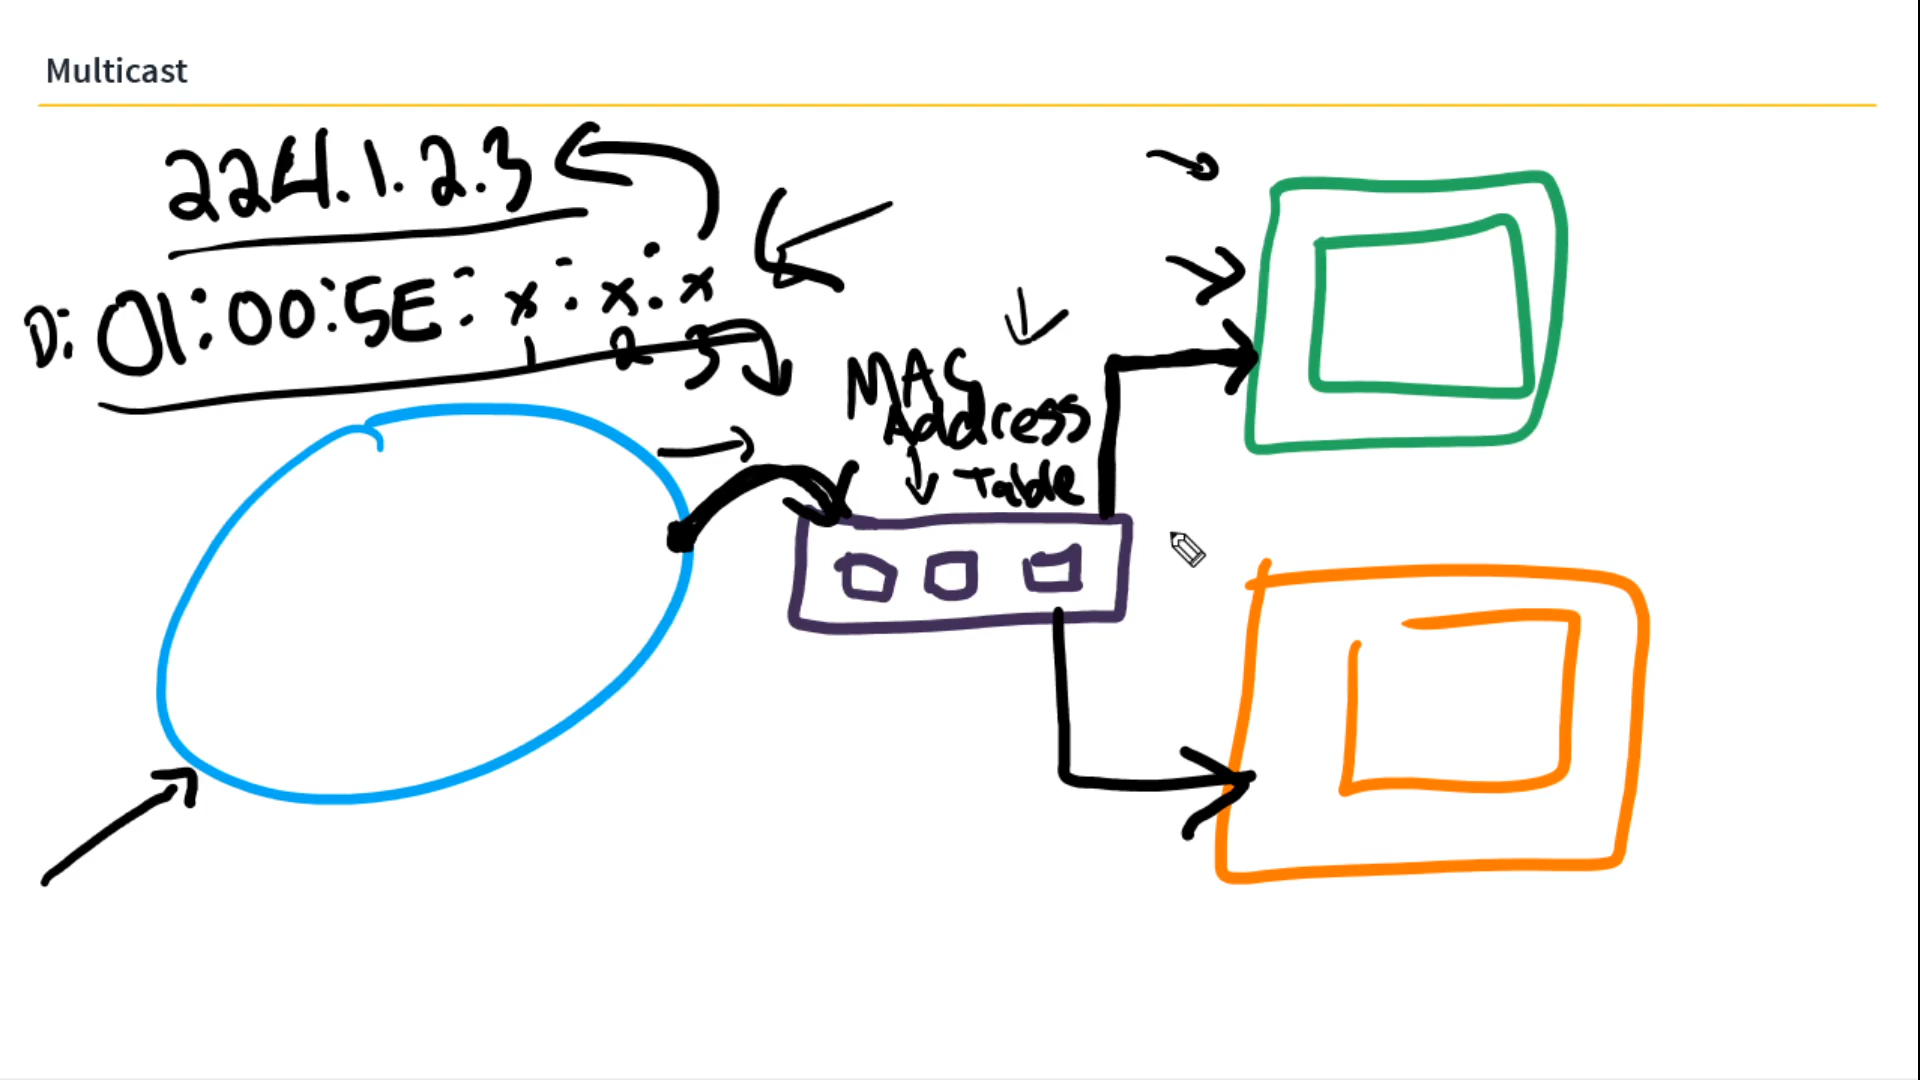 Multicast
224.1.2.3
D: 01:00:5E:x:x:x
1 2 3
MAC
Address
Table